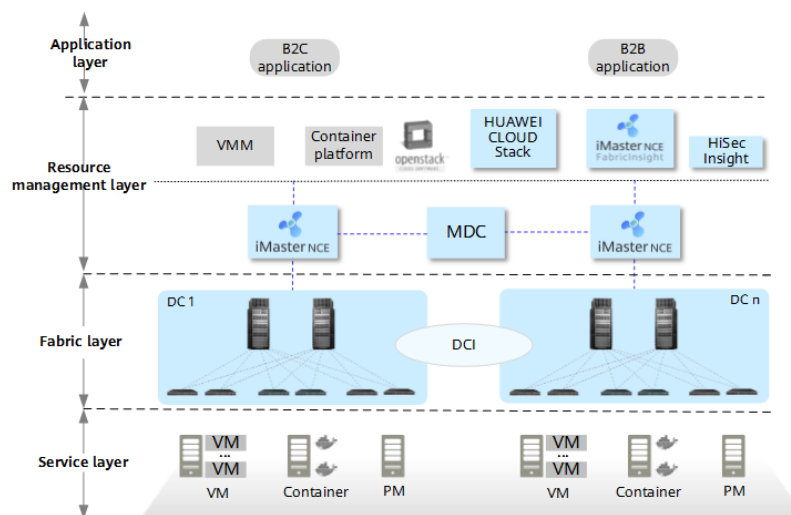 Application
layer
B2C
application
B2B
application
Resource
management layer
VMM
Container
platform
openstack
HUAWEI
CLOUD
Stack
iMaster NCE
FabricInsight
HiSec
Insight
iMaster NCE
MDC
iMaster NCE
Fabric layer
DC 1
DCI
DC n
Service layer
VM
...
VM
VM
Container
PM
VM
...
VM
VM
Container
PM